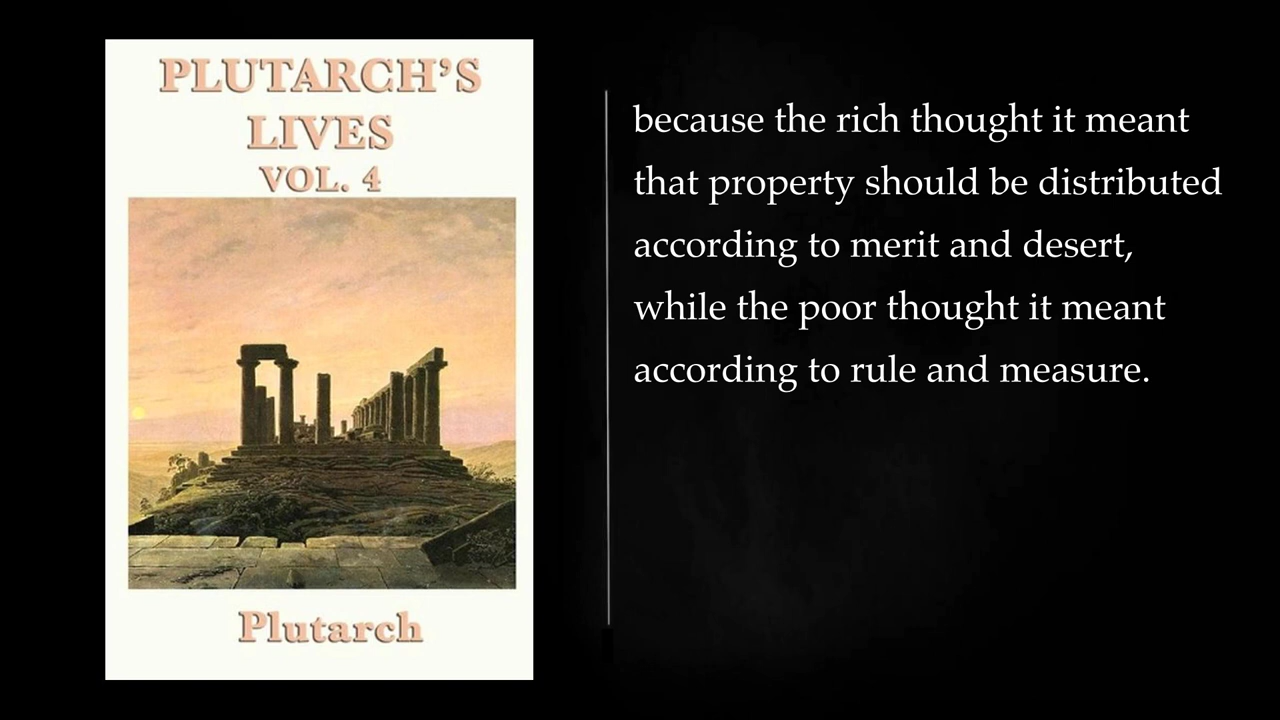 PLUTARCH'S
LIVES
VOL. 4
Plutarch
because the rich thought it meant
that property should be distributed
according to merit and desert,
while the poor thought it meant
according to rule and measure.